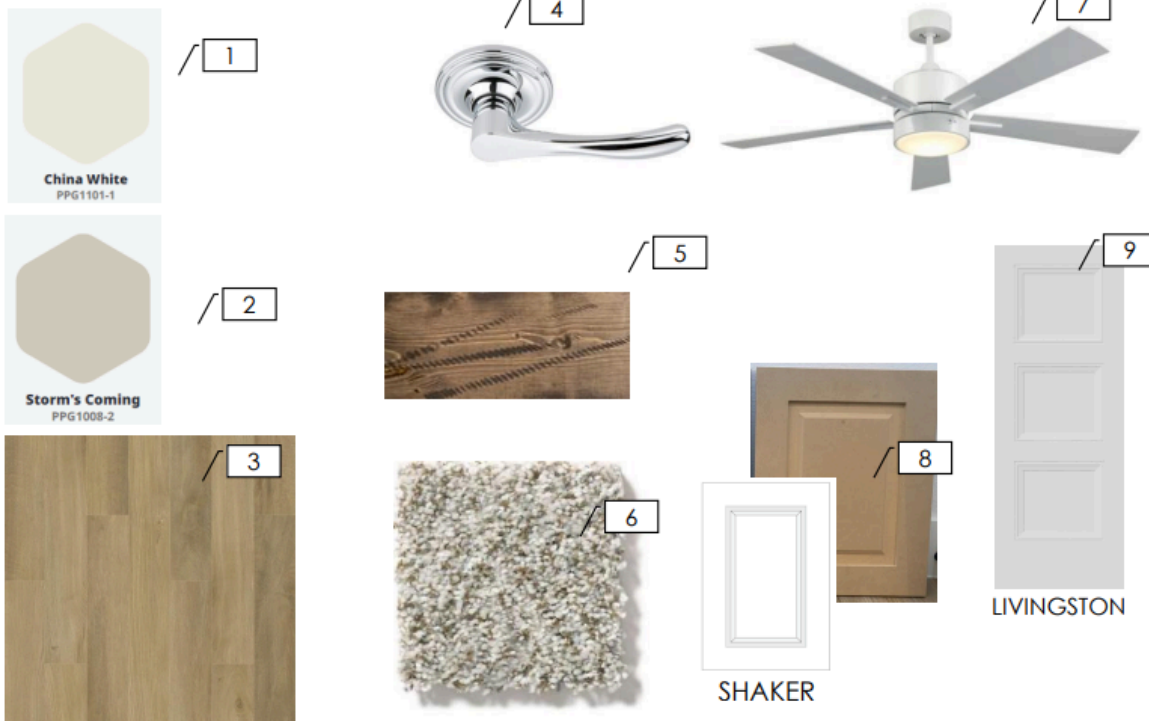 1
China White
PPG1101-1
2
Storm's Coming
PPG1008-2
3
4
5
6
7
8
SHAKER
9
LIVINGSTON